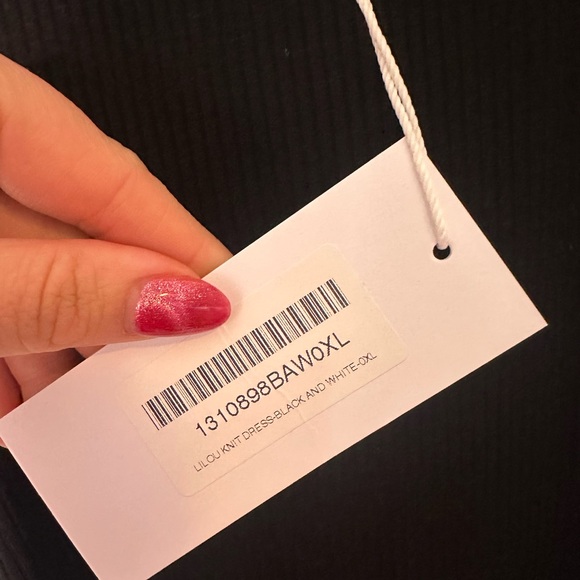 1310898BAW0XL
LILOU KNIT DRESS-BLACK AND WHITE-0XL